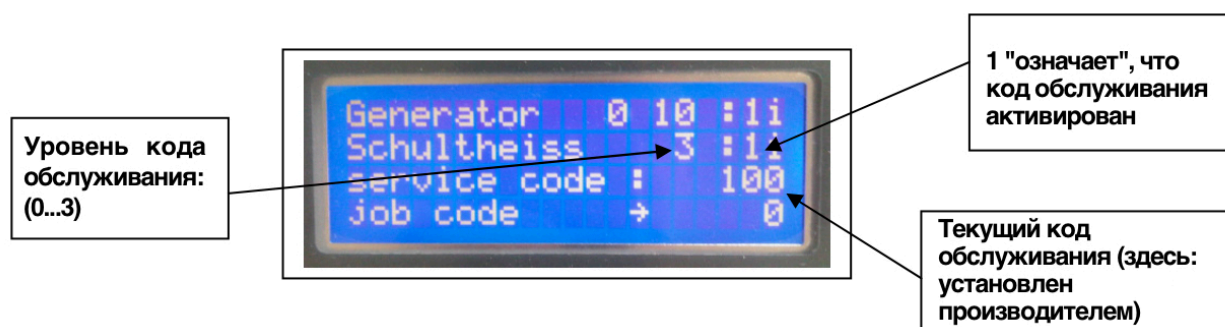 Уровень кода
обслуживания:
(0...3)
Generator 0 10 :1i
Schultheiss 3 :1i
service code : 100
job code → 0
1 "означает", что
код обслуживания
активирован
Текущий код
обслуживания (здесь:
установлен
производителем)